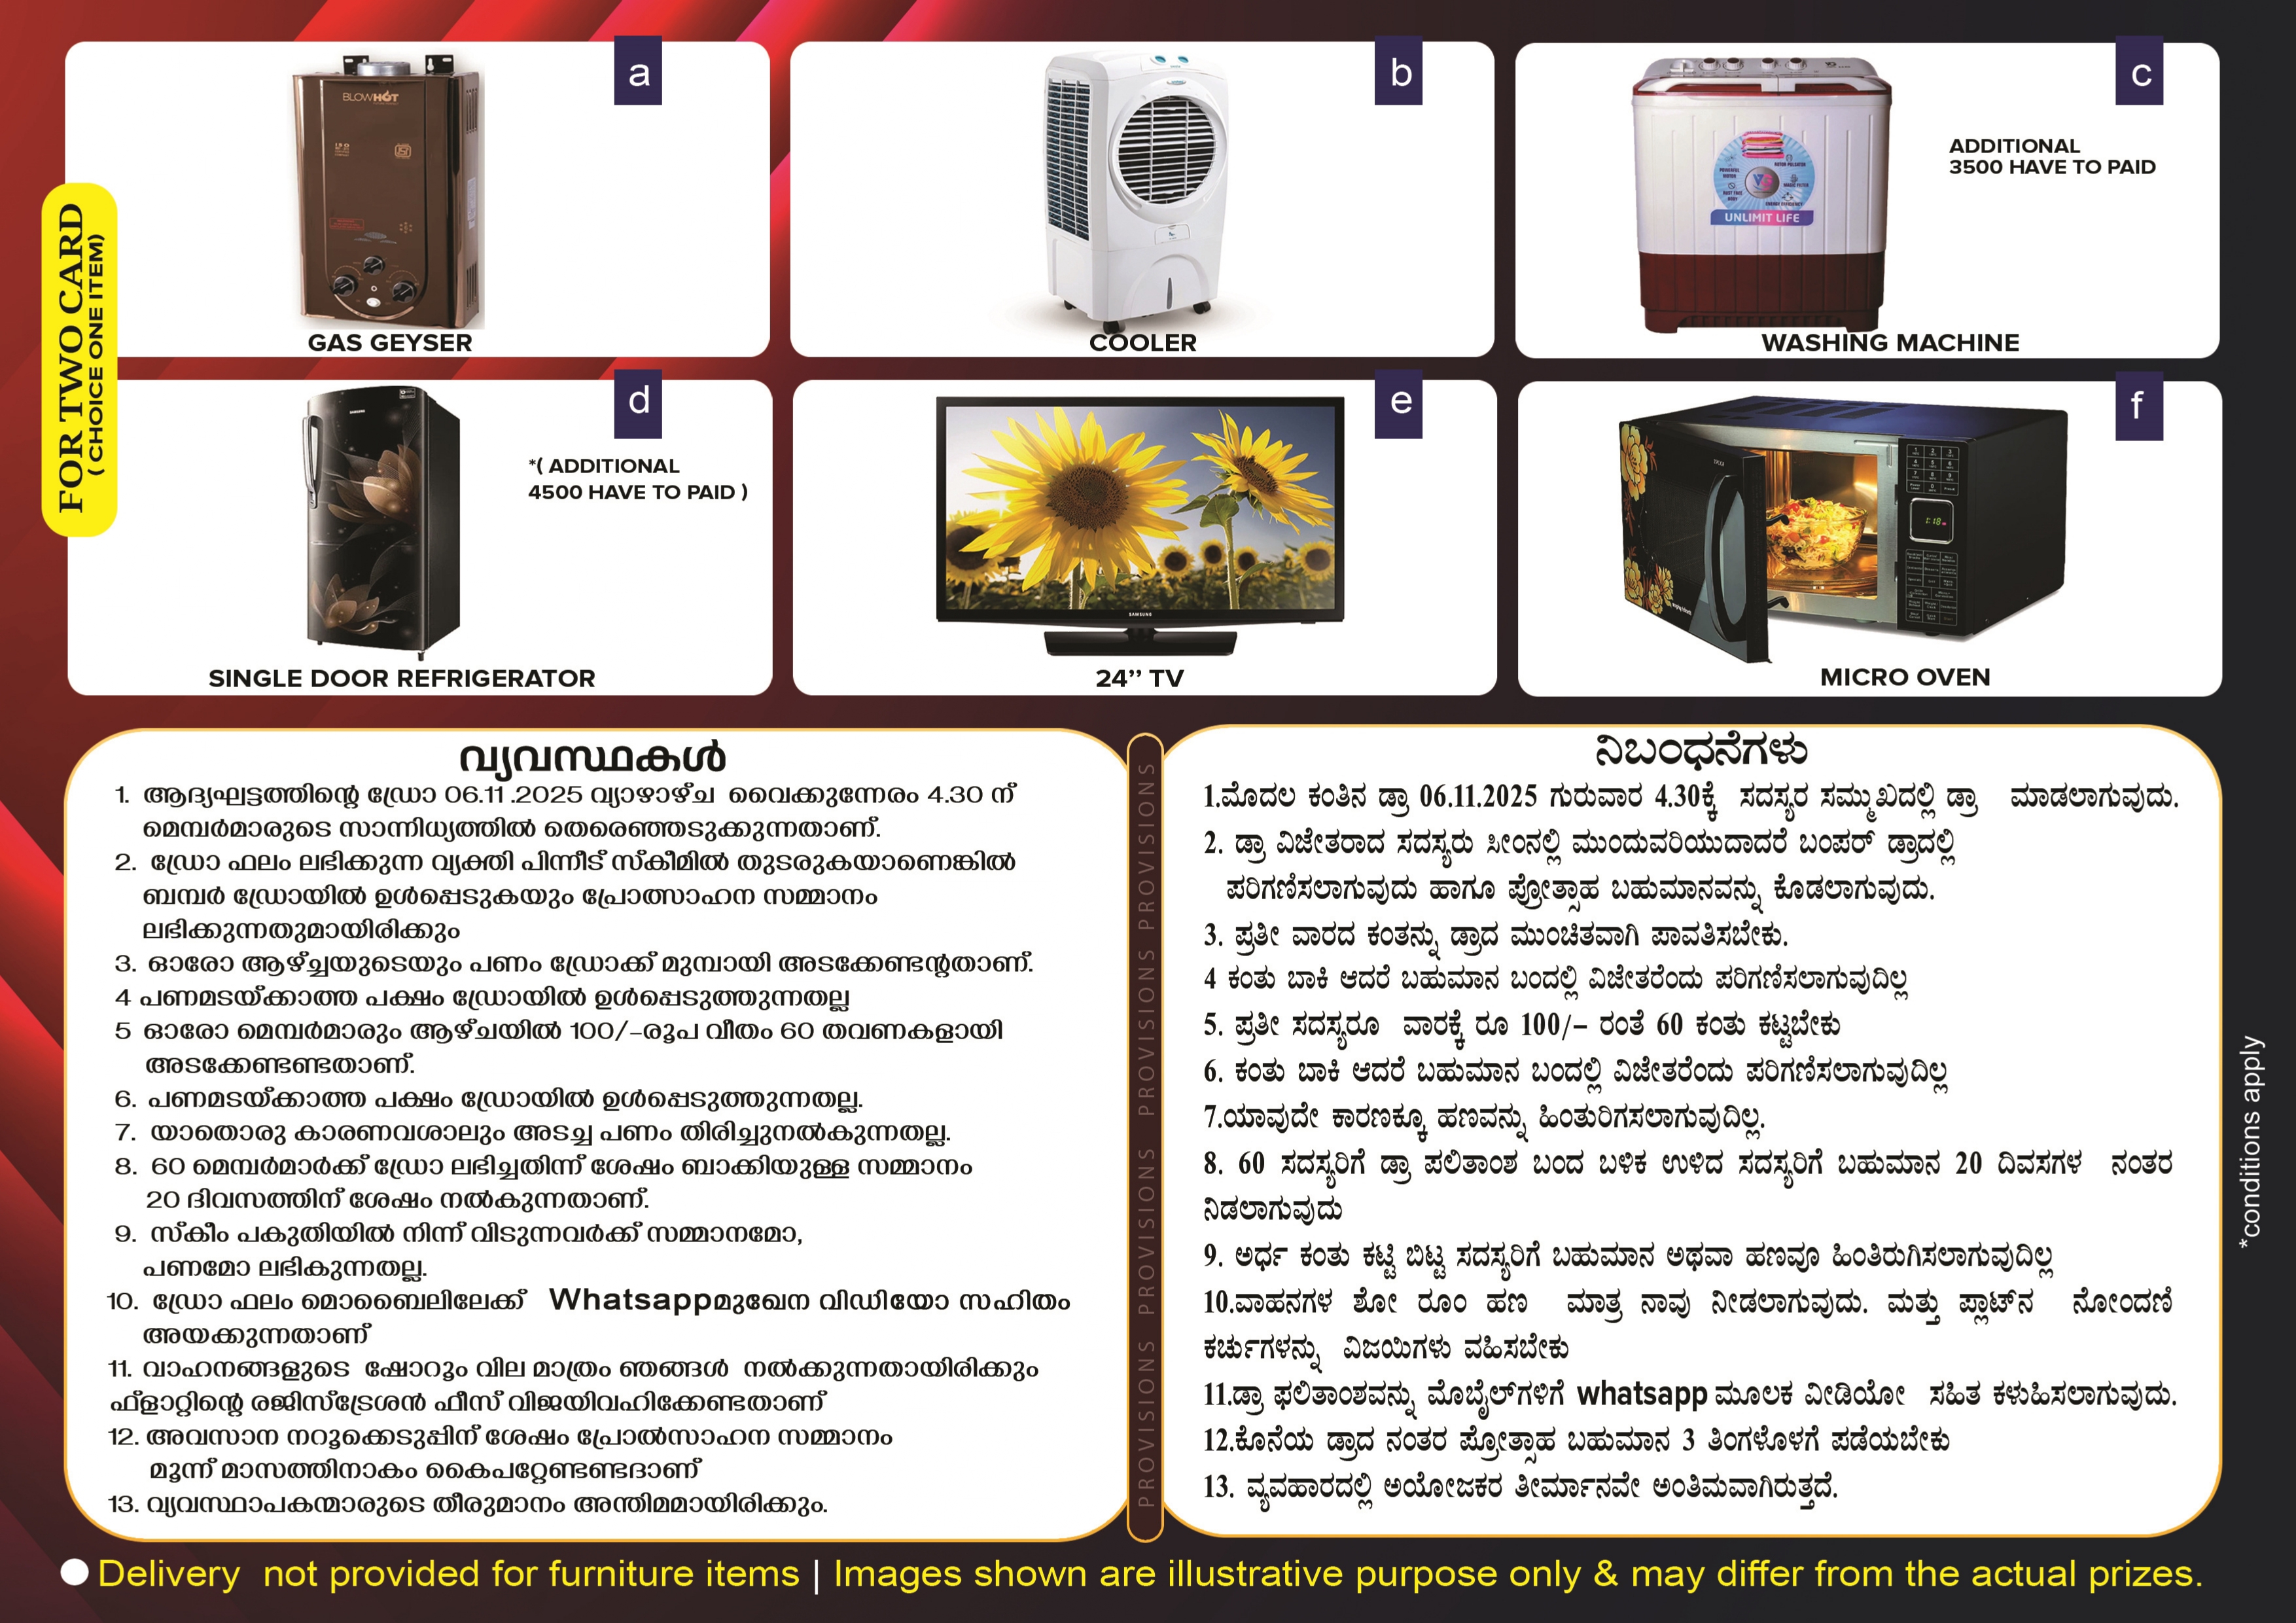 FOR TWO CARD
( CHOICE ONE ITEM)
a
BLOWHOT
GAS GEYSER
b
COOLER
c
ADDITIONAL
3500 HAVE TO PAID
UNLIMIT LIFE
WASHING MACHINE
d
SAMSUNG
*( ADDITIONAL
4500 HAVE TO PAID )
SINGLE DOOR REFRIGERATOR
e
SAMSUNG
24’’ TV
f
1:18
MICRO OVEN
വ്യവസ്ഥകൾ
1. ആദ്യഘട്ടത്തിന്റെ ഡ്രോ 06.11 .2025 വ്യാഴാഴ്ച വൈക്കുന്നേരം 4.30 ന്
മെമ്പർമാരുടെ സാന്നിധ്യത്തിൽ തെരെഞ്ഞടുക്കുന്നതാണ്.
2. ഡ്രോ ഫലം ലഭിക്കുന്ന വ്യക്തി പിന്നീട് സ്കീമിൽ തുടരുകയാണെങ്കിൽ
ബമ്പർ ഡ്രോയിൽ ഉൾപ്പെടുകയും പ്രോത്സാഹന സമ്മാനം
ലഭിക്കുന്നതുമായിരിക്കും
3. ഓരോ ആഴ്ച്ചയുടെയും പണം ഡ്രോക്ക് മുമ്പായി അടക്കേണ്ടന്റതാണ്.
4 പണമടയ്ക്കാത്ത പക്ഷം ഡ്രോയിൽ ഉൾപ്പെടുത്തുന്നതല്ല
5 ഓരോ മെമ്പർമാരും ആഴ്ചയിൽ 100/-രൂപ വീതം 60 തവണകളായി
അടക്കേണ്ടണ്ടതാണ്.
6. പണമടയ്ക്കാത്ത പക്ഷം ഡ്രോയിൽ ഉൾപ്പെടുത്തുന്നതല്ല.
7. യാതൊരു കാരണവശാലും അടച്ച പണം തിരിച്ചുനൽകുന്നതല്ല.
8. 60 മെമ്പർമാർക്ക് ഡ്രോ ലഭിച്ചതിന്ന് ശേഷം ബാക്കിയുള്ള സമ്മാനം
20 ദിവസത്തിന് ശേഷം നൽകുന്നതാണ്.
9. സ്കീം പകുതിയിൽ നിന്ന് വിടുന്നവർക്ക് സമ്മാനമോ,
പണമോ ലഭികുന്നതല്ല.
10. ഡ്രോ ഫലം മൊബൈലിലേക്ക് Whatsappമുഖേന വിഡിയോ സഹിതം
അയക്കുന്നതാണ്
11. വാഹനങ്ങളുടെ ഷോറൂം വില മാത്രം ഞങ്ങൾ നൽക്കുന്നതായിരിക്കും
ഫ്ളാറ്റിന്റെ രജിസ്ട്രേശൻ ഫീസ് വിജയിവഹിക്കേണ്ടതാണ്
12. അവസാന നറൂക്കെടുപ്പിന് ശേഷം പ്രോൽസാഹന സമ്മാനം
മൂന്ന് മാസത്തിനാകം കൈപറ്റേണ്ടണ്ടദാണ്
13. വ്യവസ്ഥാപകന്മാരുടെ തീരുമാനം അന്തിമമായിരിക്കും.
PROVISIONS PROVISIONS PROVISIONS PROVISIONS
ನಿಬಂಧನೆಗಳು
1.ಮೊದಲ ಕಂತಿನ ಡ್ರಾ 06.11.2025 ಗುರುವಾರ 4.30ಕ್ಕೆ ಸದಸ್ಯರ ಸಮ್ಮುಖದಲ್ಲಿ ಡ್ರಾ ಮಾಡಲಾಗುವುದು.
2. ಡ್ರಾ ವಿಜೇತರಾದ ಸದಸ್ಯರು ಸೀಂನಲ್ಲಿ ಮುಂದುವರಿಯುದಾದರೆ ಬಂಪರ್ ಡ್ರಾದಲ್ಲಿ
ಪರಿಗಣಿಸಲಾಗುವುದು ಹಾಗೂ ಪ್ರೋತ್ಸಾಹ ಬಹುಮಾನವನ್ನು ಕೊಡಲಾಗುವುದು.
3. ಪ್ರತೀ ವಾರದ ಕಂತನ್ನು ಡ್ರಾದ ಮುಂಚಿತವಾಗಿ ಪಾವತಿಸಬೇಕು.
4 ಕಂತು ಬಾಕಿ ಆದರೆ ಬಹುಮಾನ ಬಂದಲ್ಲಿ ವಿಜೇತರೆಂದು ಪರಿಗಣಿಸಲಾಗುವುದಿಲ್ಲ
5. ಪ್ರತೀ ಸದಸ್ಯರೂ ವಾರಕ್ಕೆ ರೂ 100/- ರಂತೆ 60 ಕಂತು ಕಟ್ಟಬೇಕು
6. ಕಂತು ಬಾಕಿ ಆದರೆ ಬಹುಮಾನ ಬಂದಲ್ಲಿ ವಿಜೇತರೆಂದು ಪರಿಗಣಿಸಲಾಗುವುದಿಲ್ಲ
7.ಯಾವುದೇ ಕಾರಣಕ್ಕೂ ಹಣವನ್ನು ಹಿಂತುರಿಗಸಲಾಗುವುದಿಲ್ಲ.
8. 60 ಸದಸ್ಯರಿಗೆ ಡ್ರಾ ಪಲಿತಾಂಶ ಬಂದ ಬಳಿಕ ಉಳಿದ ಸದಸ್ಯರಿಗೆ ಬಹುಮಾನ 20 ದಿವಸಗಳ ನಂತರ
ನಿಡಲಾಗುವುದು
9. ಅರ್ಧ ಕಂತು ಕಟ್ಟಿ ಬಿಟ್ಟ ಸದಸ್ಯರಿಗೆ ಬಹುಮಾನ ಅಥವಾ ಹಣವೂ ಹಿಂತಿರುಗಿಸಲಾಗುವುದಿಲ್ಲ
10.ವಾಹನಗಳ ಶೋ ರೂಂ ಹಣ ಮಾತ್ರ ನಾವು ನೀಡಲಾಗುವುದು. ಮತ್ತು ಪ್ಲಾಟ್‌ನ ನೋಂದಣಿ
ಕರ್ಚುಗಳನ್ನು ವಿಜಯಿಗಳು ವಹಿಸಬೇಕು
11.ಡ್ರಾ ಫಲಿತಾಂಶವನ್ನು ಮೊಬೈಲ್‌ಗಳಿಗೆ whatsapp ಮೂಲಕ ವೀಡಿಯೋ ಸಹಿತ ಕಳುಹಿಸಲಾಗುವುದು.
12.ಕೊನೆಯ ಡ್ರಾದ ನಂತರ ಪ್ರೋತ್ಸಾಹ ಬಹುಮಾನ 3 ತಿಂಗಳೊಳಗೆ ಪಡೆಯಬೇಕು
13. ವ್ಯವಹಾರದಲ್ಲಿ ಅಯೋಜಕರ ತೀರ್ಮಾನವೇ ಅಂತಿಮವಾಗಿರುತ್ತದೆ.
*conditions apply
Delivery not provided for furniture items | Images shown are illustrative purpose only & may differ from the actual prizes.